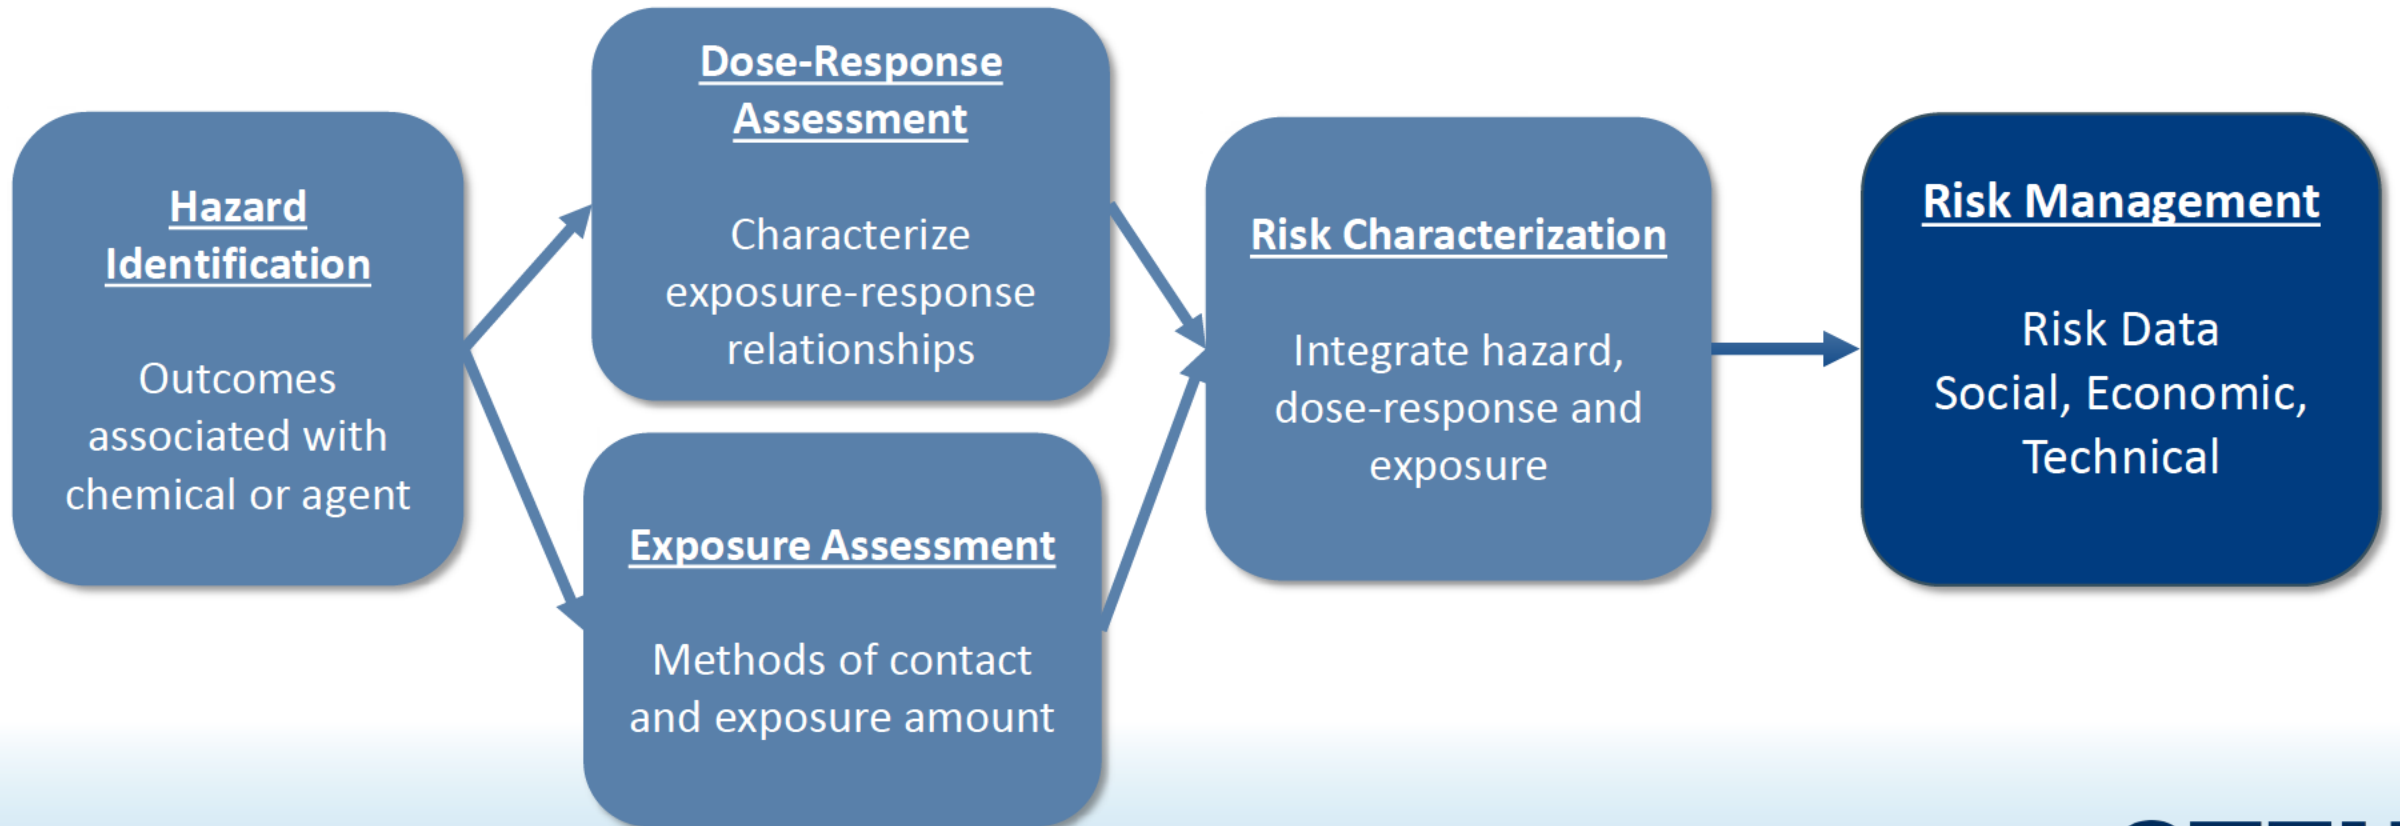 Hazard
Identification
Outcomes
associated with
chemical or agent
Dose-Response
Assessment
Characterize
exposure-response
relationships
Exposure Assessment
Methods of contact
and exposure amount
Risk Characterization
Integrate hazard,
dose-response and
exposure
Risk Management
Risk Data
Social, Economic,
Technical